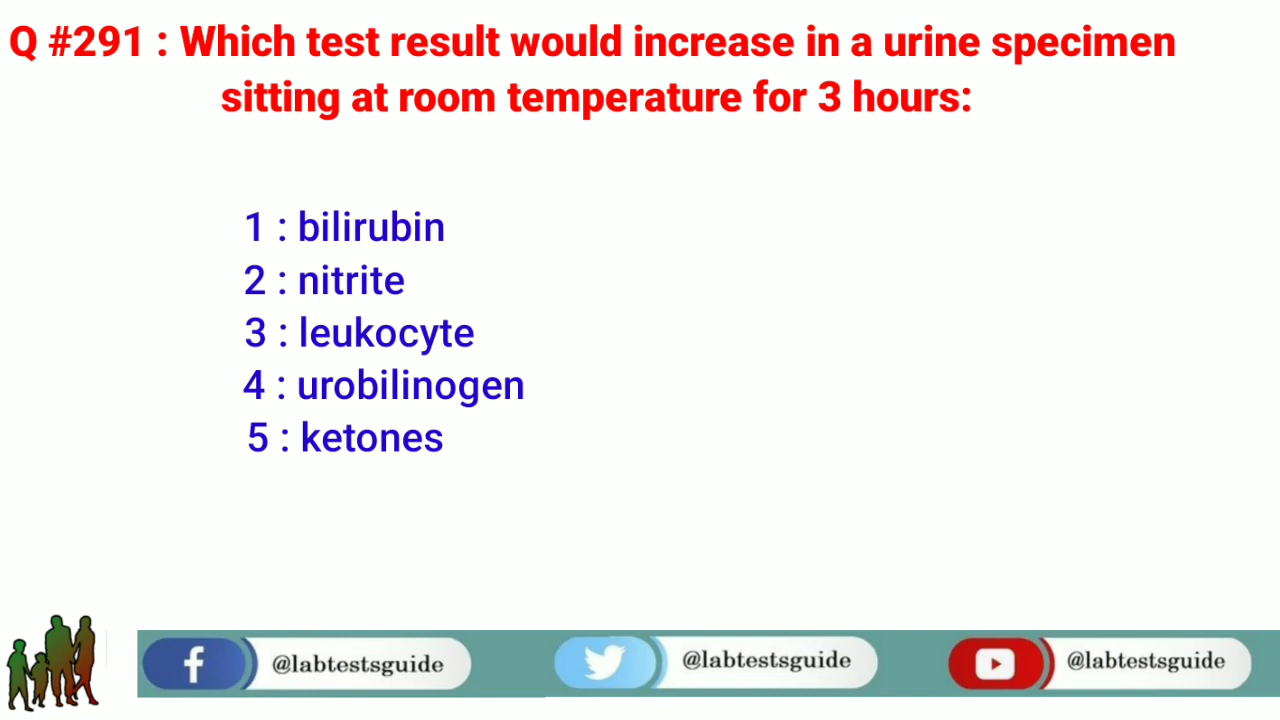 Q #291 : Which test result would increase in a urine specimen
sitting at room temperature for 3 hours:
1 : bilirubin
2 : nitrite
3 : leukocyte
4 : urobilinogen
5 : ketones
f @labtestsguide @labtestsguide @labtestsguide